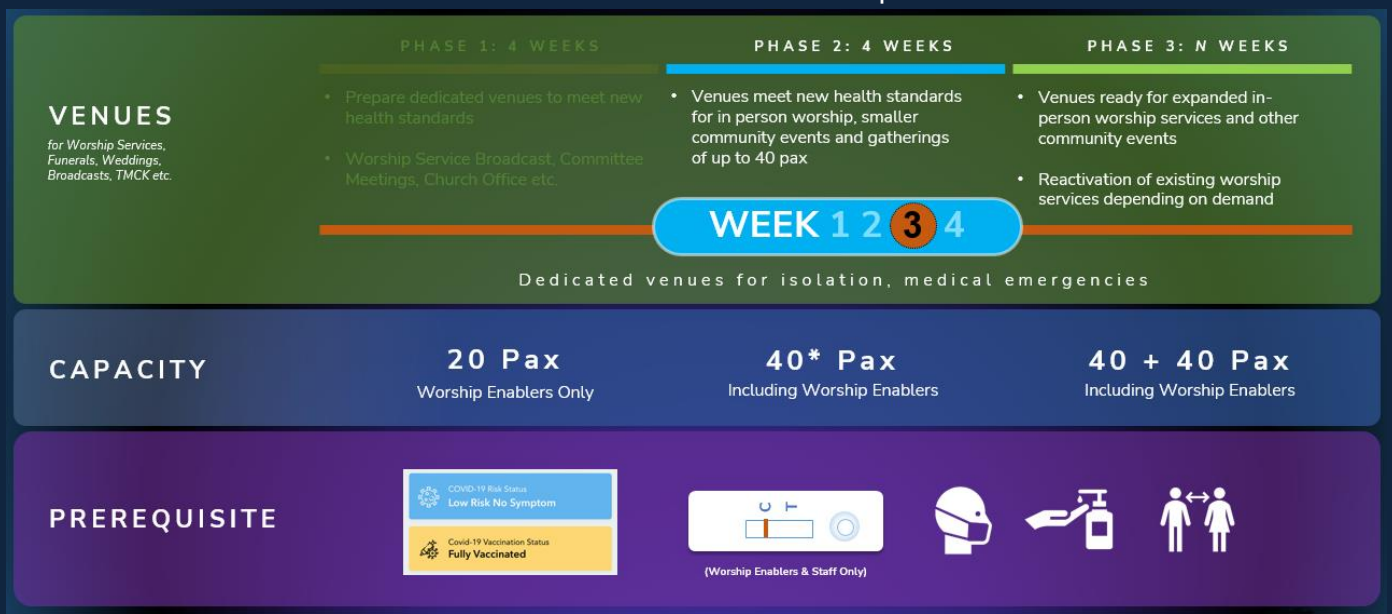 PHASE 1: 4 WEEKS
PHASE 2: 4 WEEKS
PHASE 3: N WEEKS
VENUES
for Worship Services,
Funerals, Weddings,
Broadcasts, TMCK etc.
• Prepare dedicated venues to meet new
health standards
• Worship Service Broadcast, Committee
Meetings, Church Office etc.
• Venues meet new health standards
for in person worship, smaller
community events and gatherings
of up to 40 pax
• Venues ready for expanded in-
person worship services and other
community events
• Reactivation of existing worship
services depending on demand
WEEK 1 2 3 4
Dedicated venues for isolation, medical emergencies
CAPACITY
20 Pax
Worship Enablers Only
40* Pax
Including Worship Enablers
40 + 40 Pax
Including Worship Enablers
PREREQUISITE
COVID-19 Risk Status
Low Risk No Symptom
Covid-19 Vaccination Status
Fully Vaccinated
C T
(Worship Enablers & Staff Only)